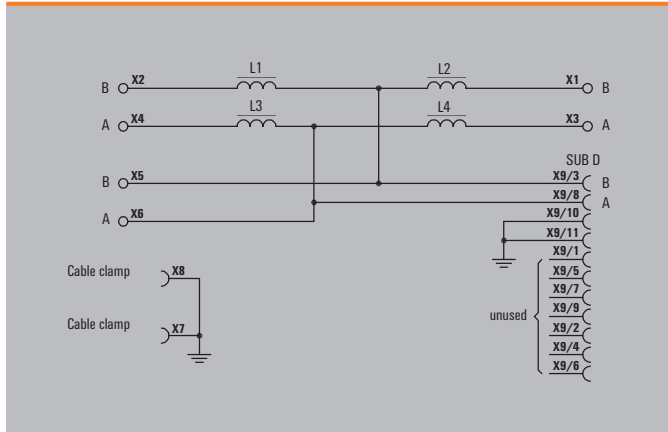 L1 L2
B X2 X1 B
L3 L4
A X4 X3 A
SUB D
B X5 X9/3 B
X9/8 A
A X6 X9/10
X9/11
X9/1
Cable clamp X8 X9/5
X9/7
unused X9/9
Cable clamp X7 X9/2
X9/4
X9/6